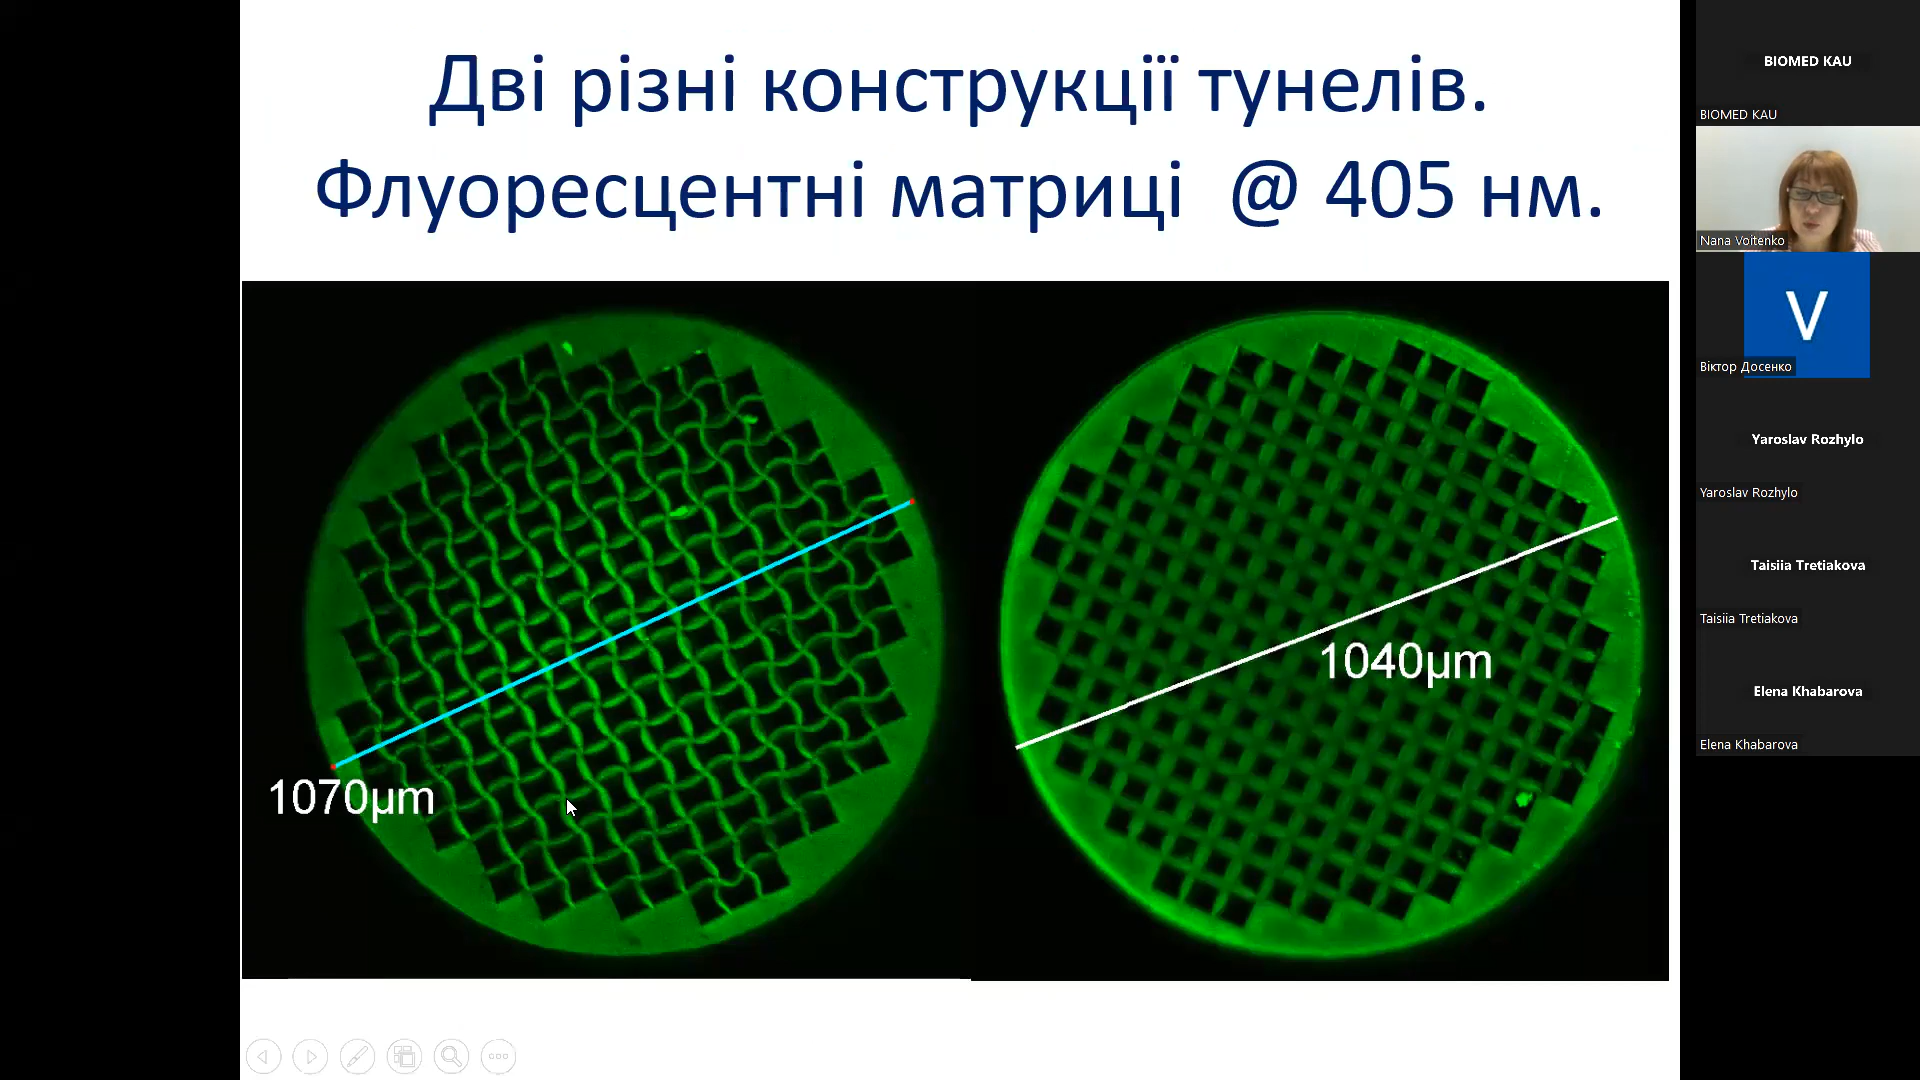 Дві різні конструкції тунелів.
Флуоресцентні матриці @ 405 нм.
1070µm
1040µm
BIOMED KAU
BIOMED KAU
Nana Voitenko
V
Віктор Досенко
Yaroslav Rozhylo
Yaroslav Rozhylo
Taisiia Tretiakova
Taisiia Tretiakova
Elena Khabarova
Elena Khabarova